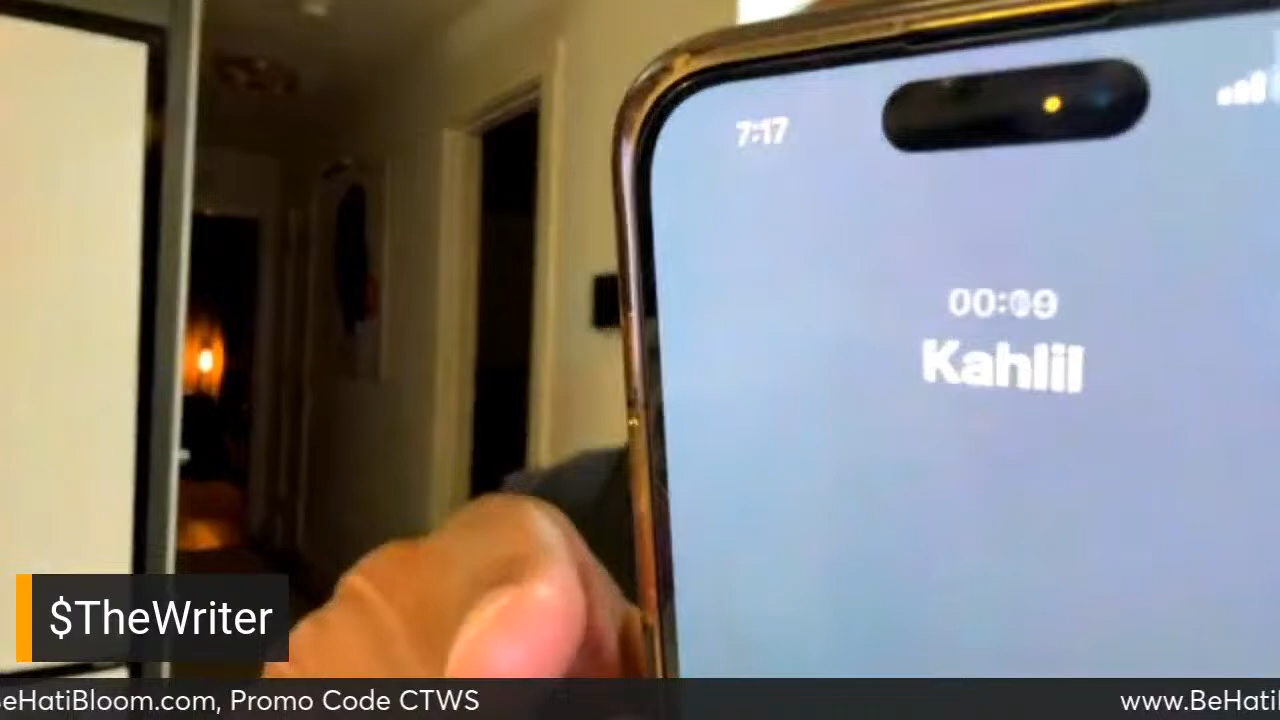 7:17
00:09
Kahlil
$TheWriter
eHatiBloom.com, Promo Code CTWS
www.BeHati